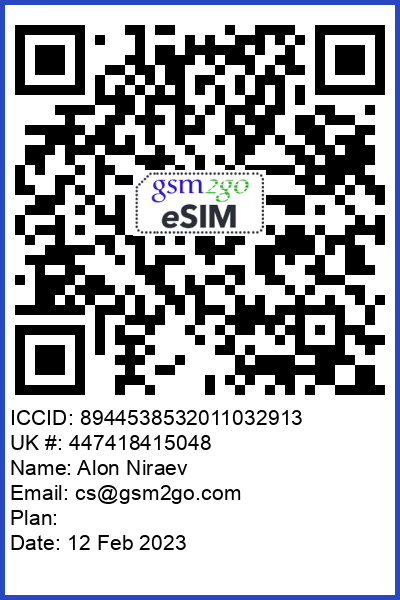 gsm2go
eSIM
ICCID: 8944538532011032913
UK #: 447418415048
Name: Alon Niraev
Email: cs@gsm2go.com
Plan:
Date: 12 Feb 2023